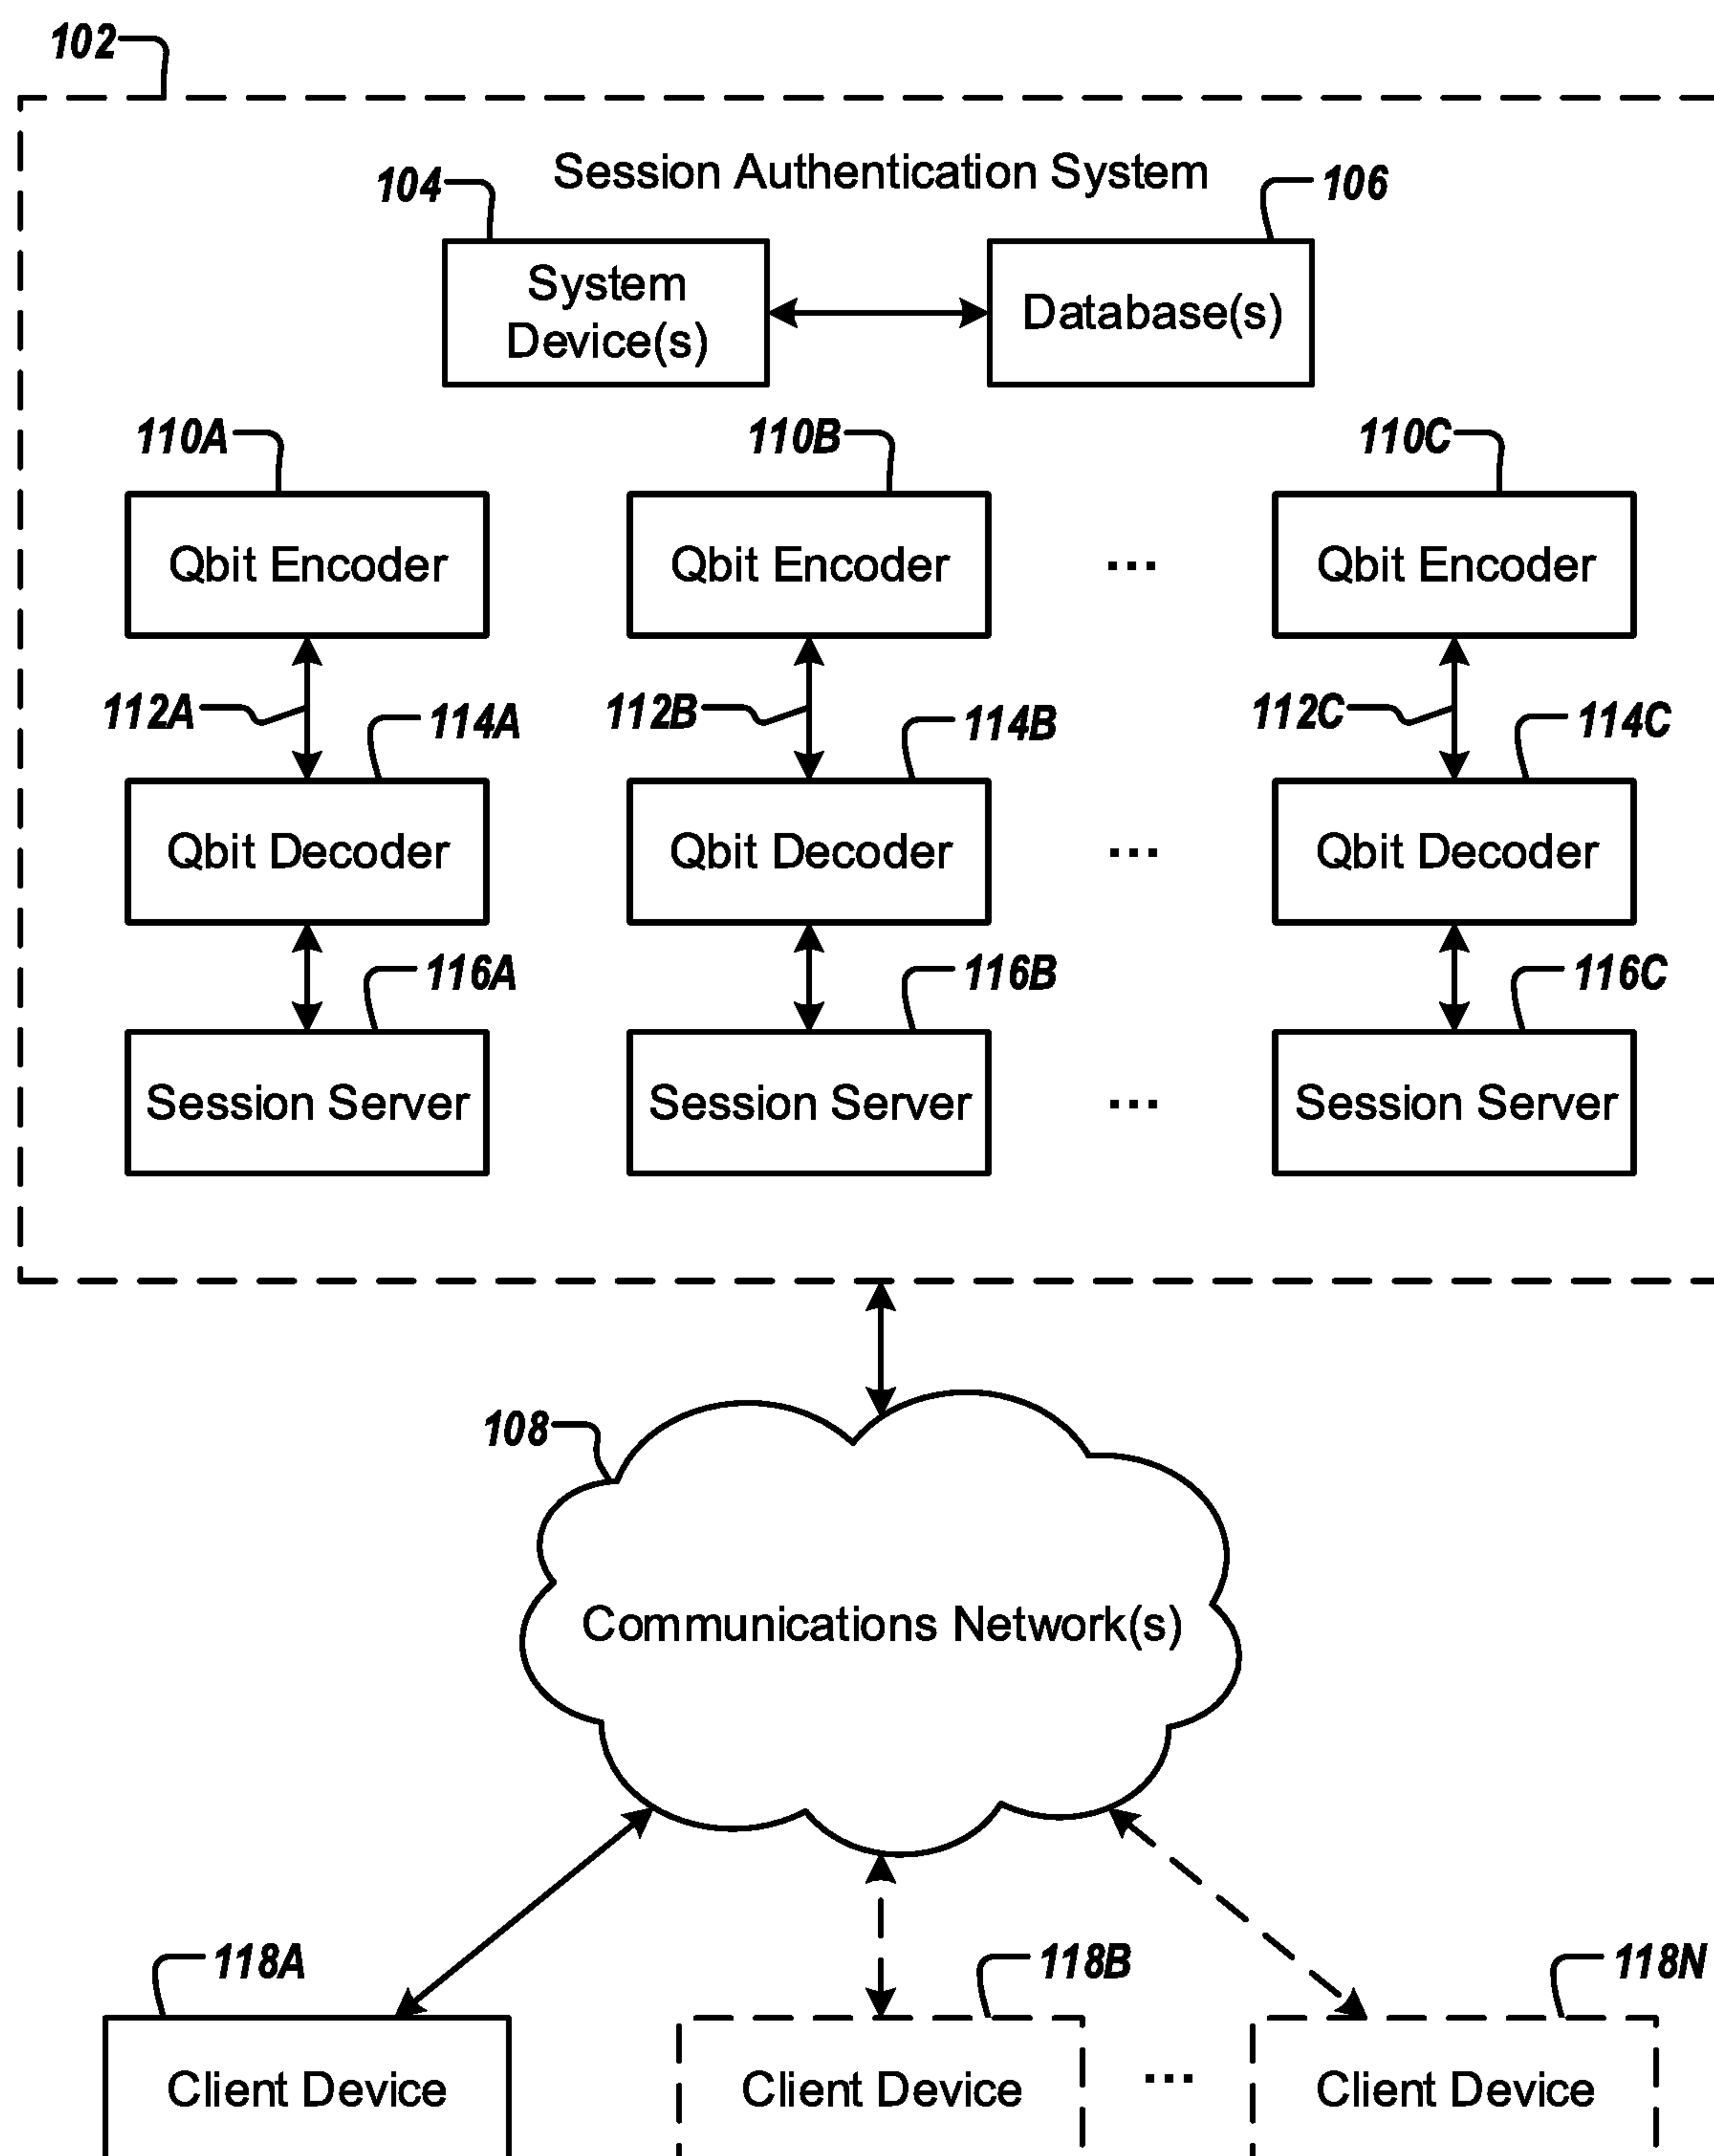 102
Session Authentication System
104
106
System
Device(s)
Database(s)
110A
110B
110C
Qbit Encoder
Qbit Encoder
...
Qbit Encoder
112A
114A
112B
114B
112C
114C
Qbit Decoder
Qbit Decoder
...
Qbit Decoder
116A
116B
116C
Session Server
Session Server
...
Session Server
108
Communications Network(s)
118A
118B
118N
Client Device
Client Device
...
Client Device